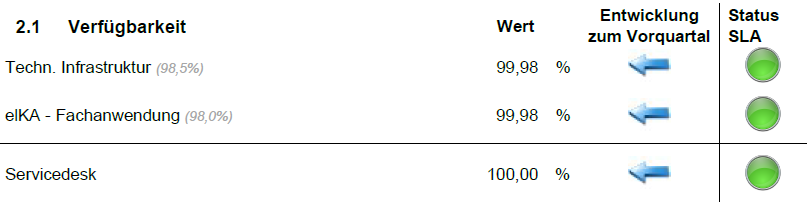 2.1 Verfügbarkeit Wert Entwicklung zum Vorquartal Status SLA
Techn. Infrastruktur (98,5%) 99,98 %
eIKA - Fachanwendung (98,0%) 99,98 %
Servicedesk 100,00 %